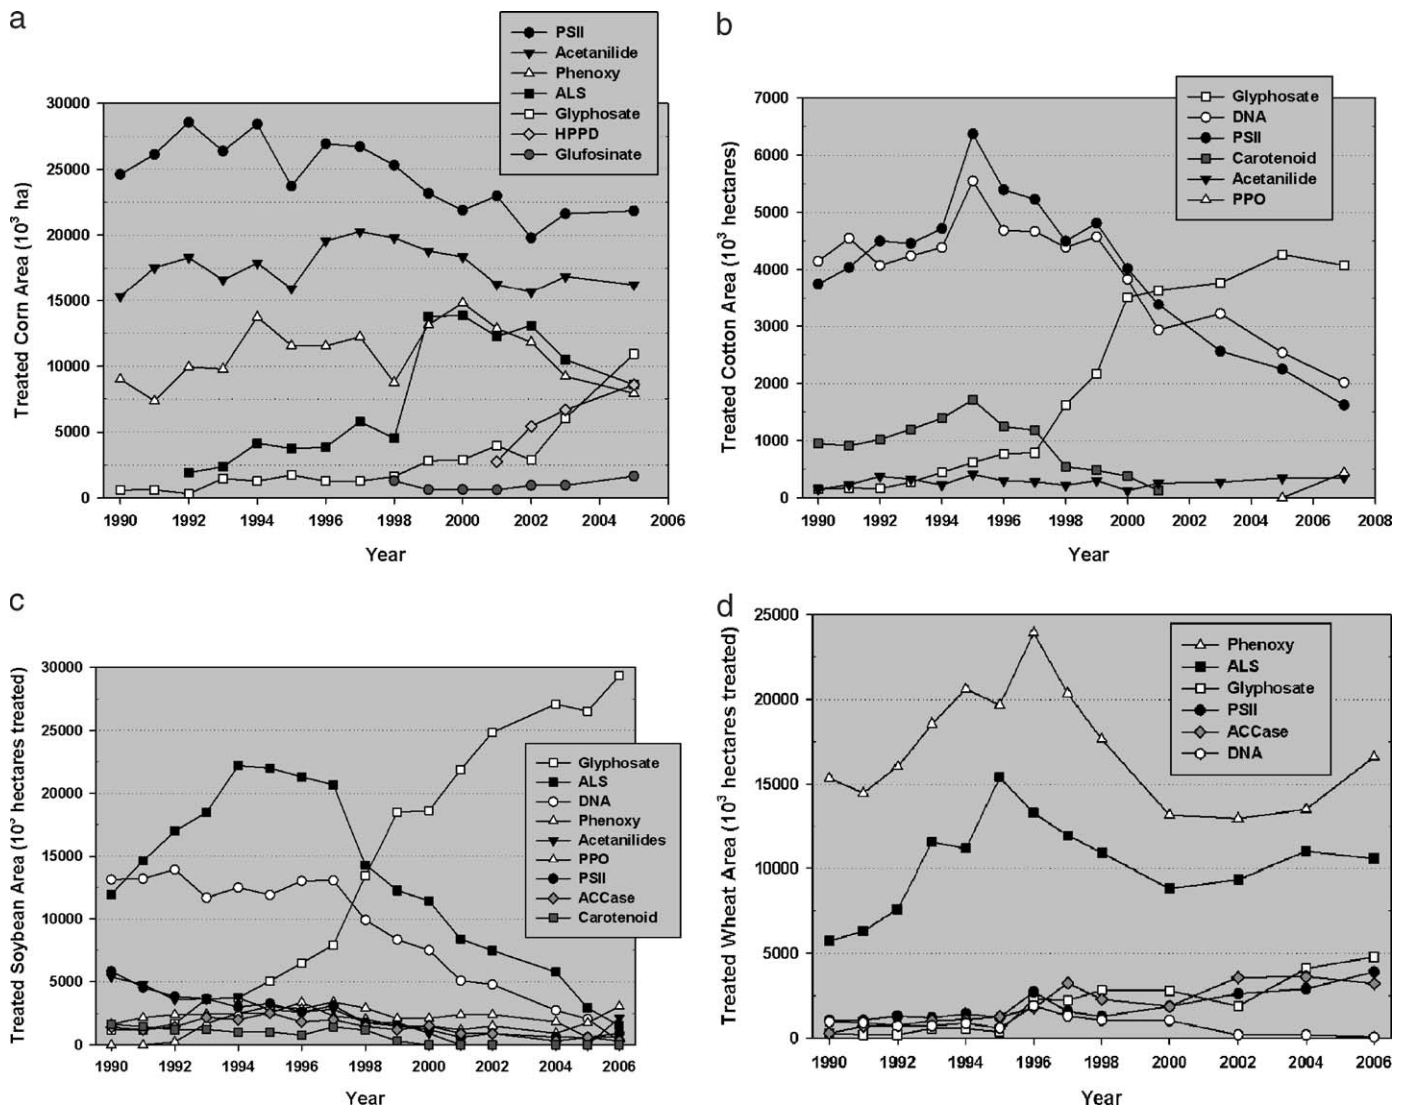 a
PSII
Acetanilide
Phenoxy
ALS
Glyphosate
HPPD
Glufosinate
30000
25000
20000
15000
10000
5000
0
Treated Corn Area (10³ ha)
1990 1992 1994 1996 1998 2000 2002 2004 2006
Year
b
Glyphosate
DNA
PSII
Carotenoid
Acetanilide
PPO
7000
6000
5000
4000
3000
2000
1000
0
Treated Cotton Area (10³ hectares)
1990 1992 1994 1996 1998 2000 2002 2004 2006 2008
Year
c
30000
25000
20000
15000
10000
5000
0
Treated Soybean Area (10³ hectares treated)
Glyphosate
ALS
DNA
Phenoxy
Acetanilides
PPO
PSII
ACCase
Carotenoid
1990 1992 1994 1996 1998 2000 2002 2004 2006
Year
d
25000
20000
15000
10000
5000
0
Treated Wheat Area (10³ hectares treated)
Phenoxy
ALS
Glyphosate
PSII
ACCase
DNA
1990 1992 1994 1996 1998 2000 2002 2004 2006
Year